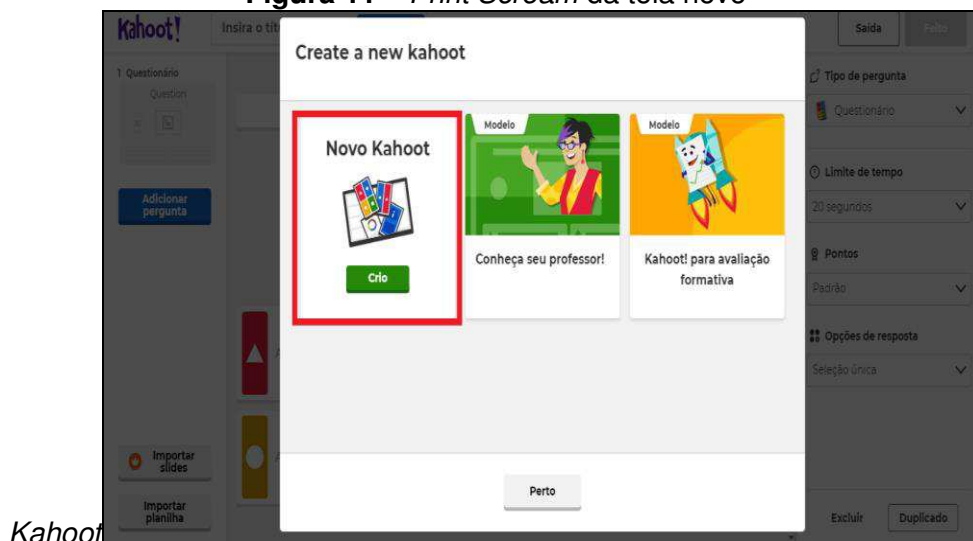 Figura 11 – Print Scream da tela novo
Kahoot!
Insira o tít
Saída
Feito
Create a new kahoot
1 Questionário
Question
Adicionar
pergunta
Importar
slides
Importar
planilha
Novo Kahoot
Crio
Modelo
Conheça seu professor!
Modelo
Kahoot! para avaliação
formativa
Perto
Tipo de pergunta
Questionário
Limite de tempo
20 segundos
Pontos
Padrão
Opções de resposta
Seleção única
Excluir
Duplicado
Kahoot